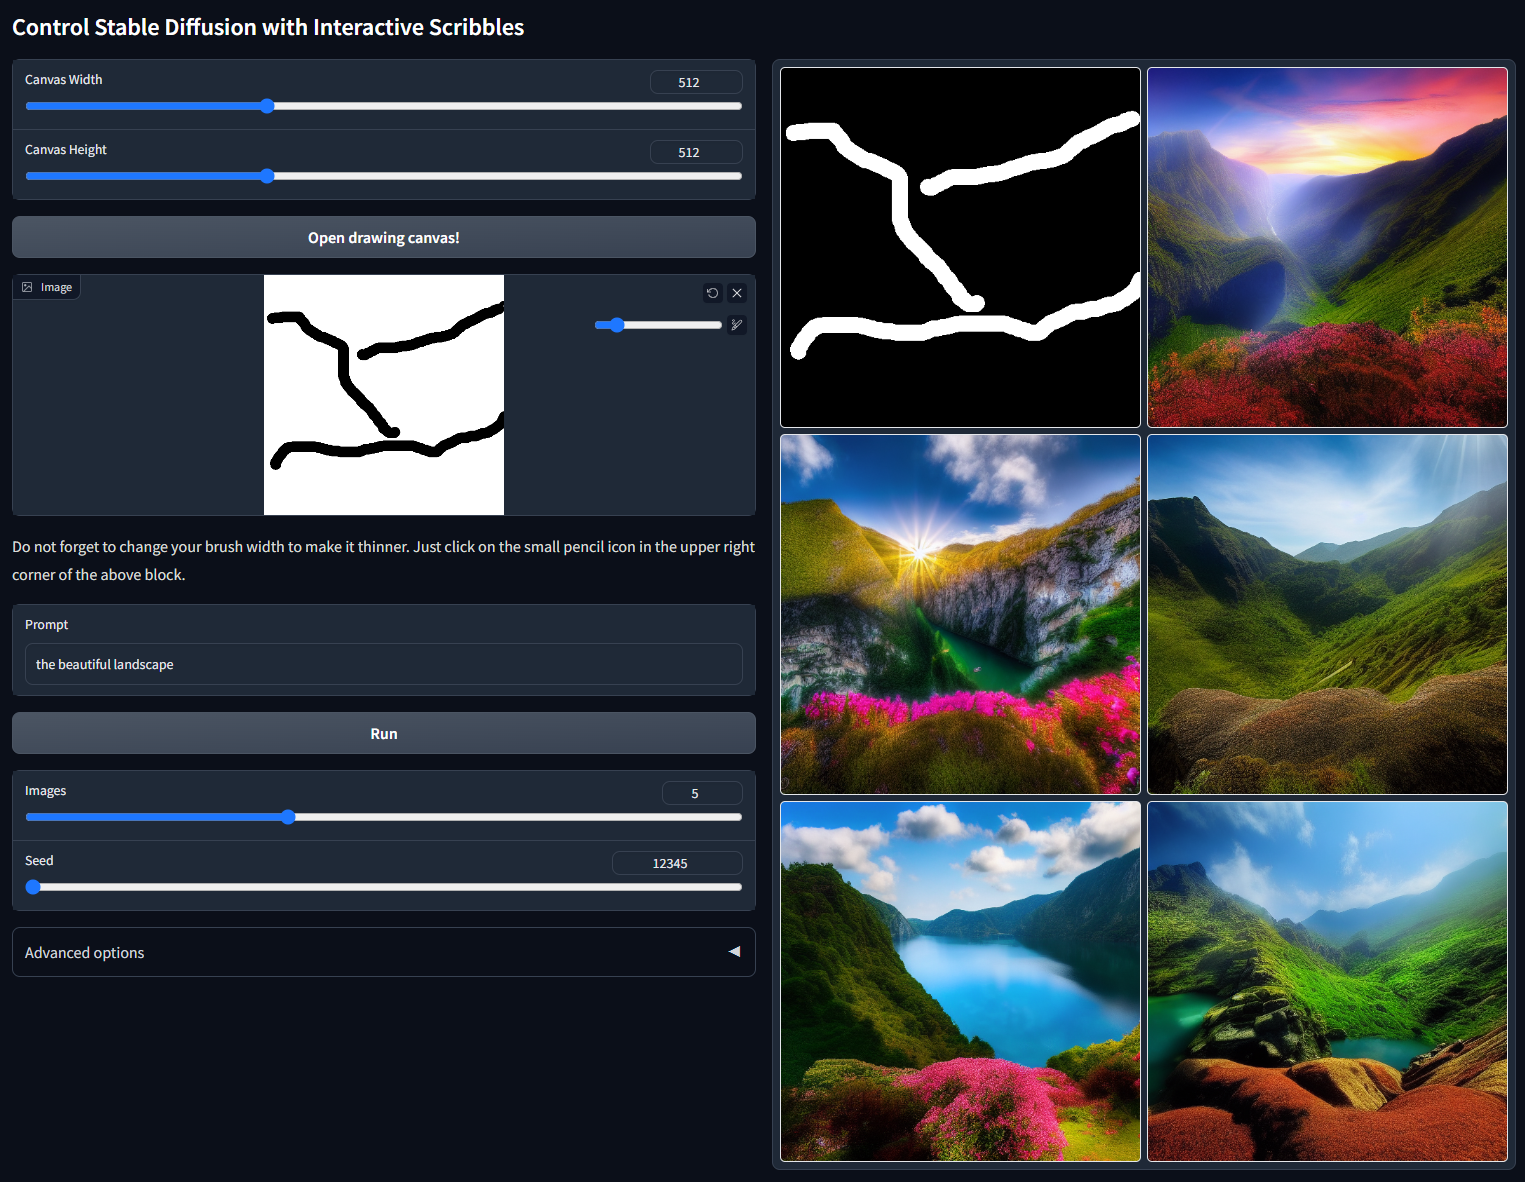 Control Stable Diffusion with Interactive Scribbles
Canvas Width
512
Canvas Height
512
Open drawing canvas!
Image
Do not forget to change your brush width to make it thinner. Just click on the small pencil icon in the upper right
corner of the above block.
Prompt
the beautiful landscape
Run
Images
5
Seed
12345
Advanced options